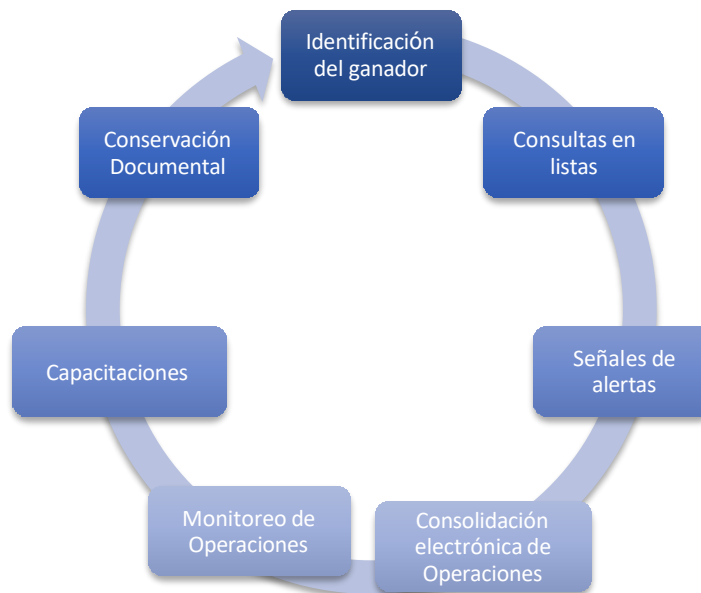 Identificación
del ganador
Consultas en
listas
Señales de
alertas
Consolidación
electrónica de
Operaciones
Monitoreo de
Operaciones
Capacitaciones
Conservación
Documental